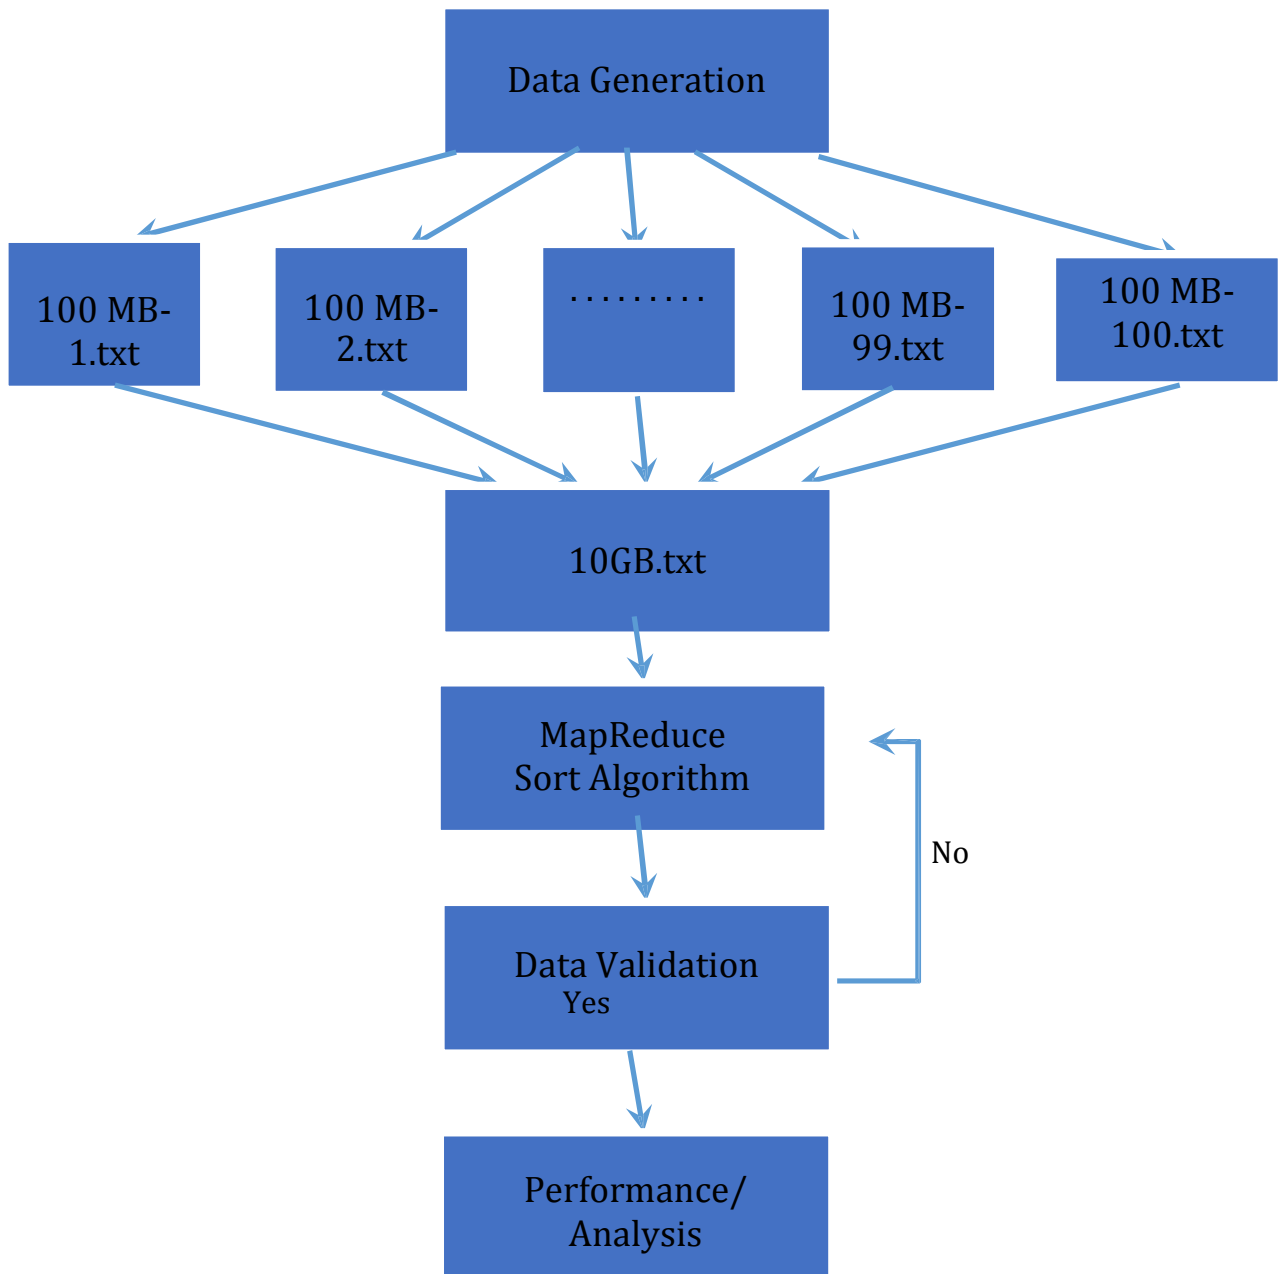 Data Generation
100 MB-
1.txt
100 MB-
2.txt
. . . . . . . . .
100 MB-
99.txt
100 MB-
100.txt
10GB.txt
MapReduce
Sort Algorithm
No
Data Validation
Yes
Performance/
Analysis